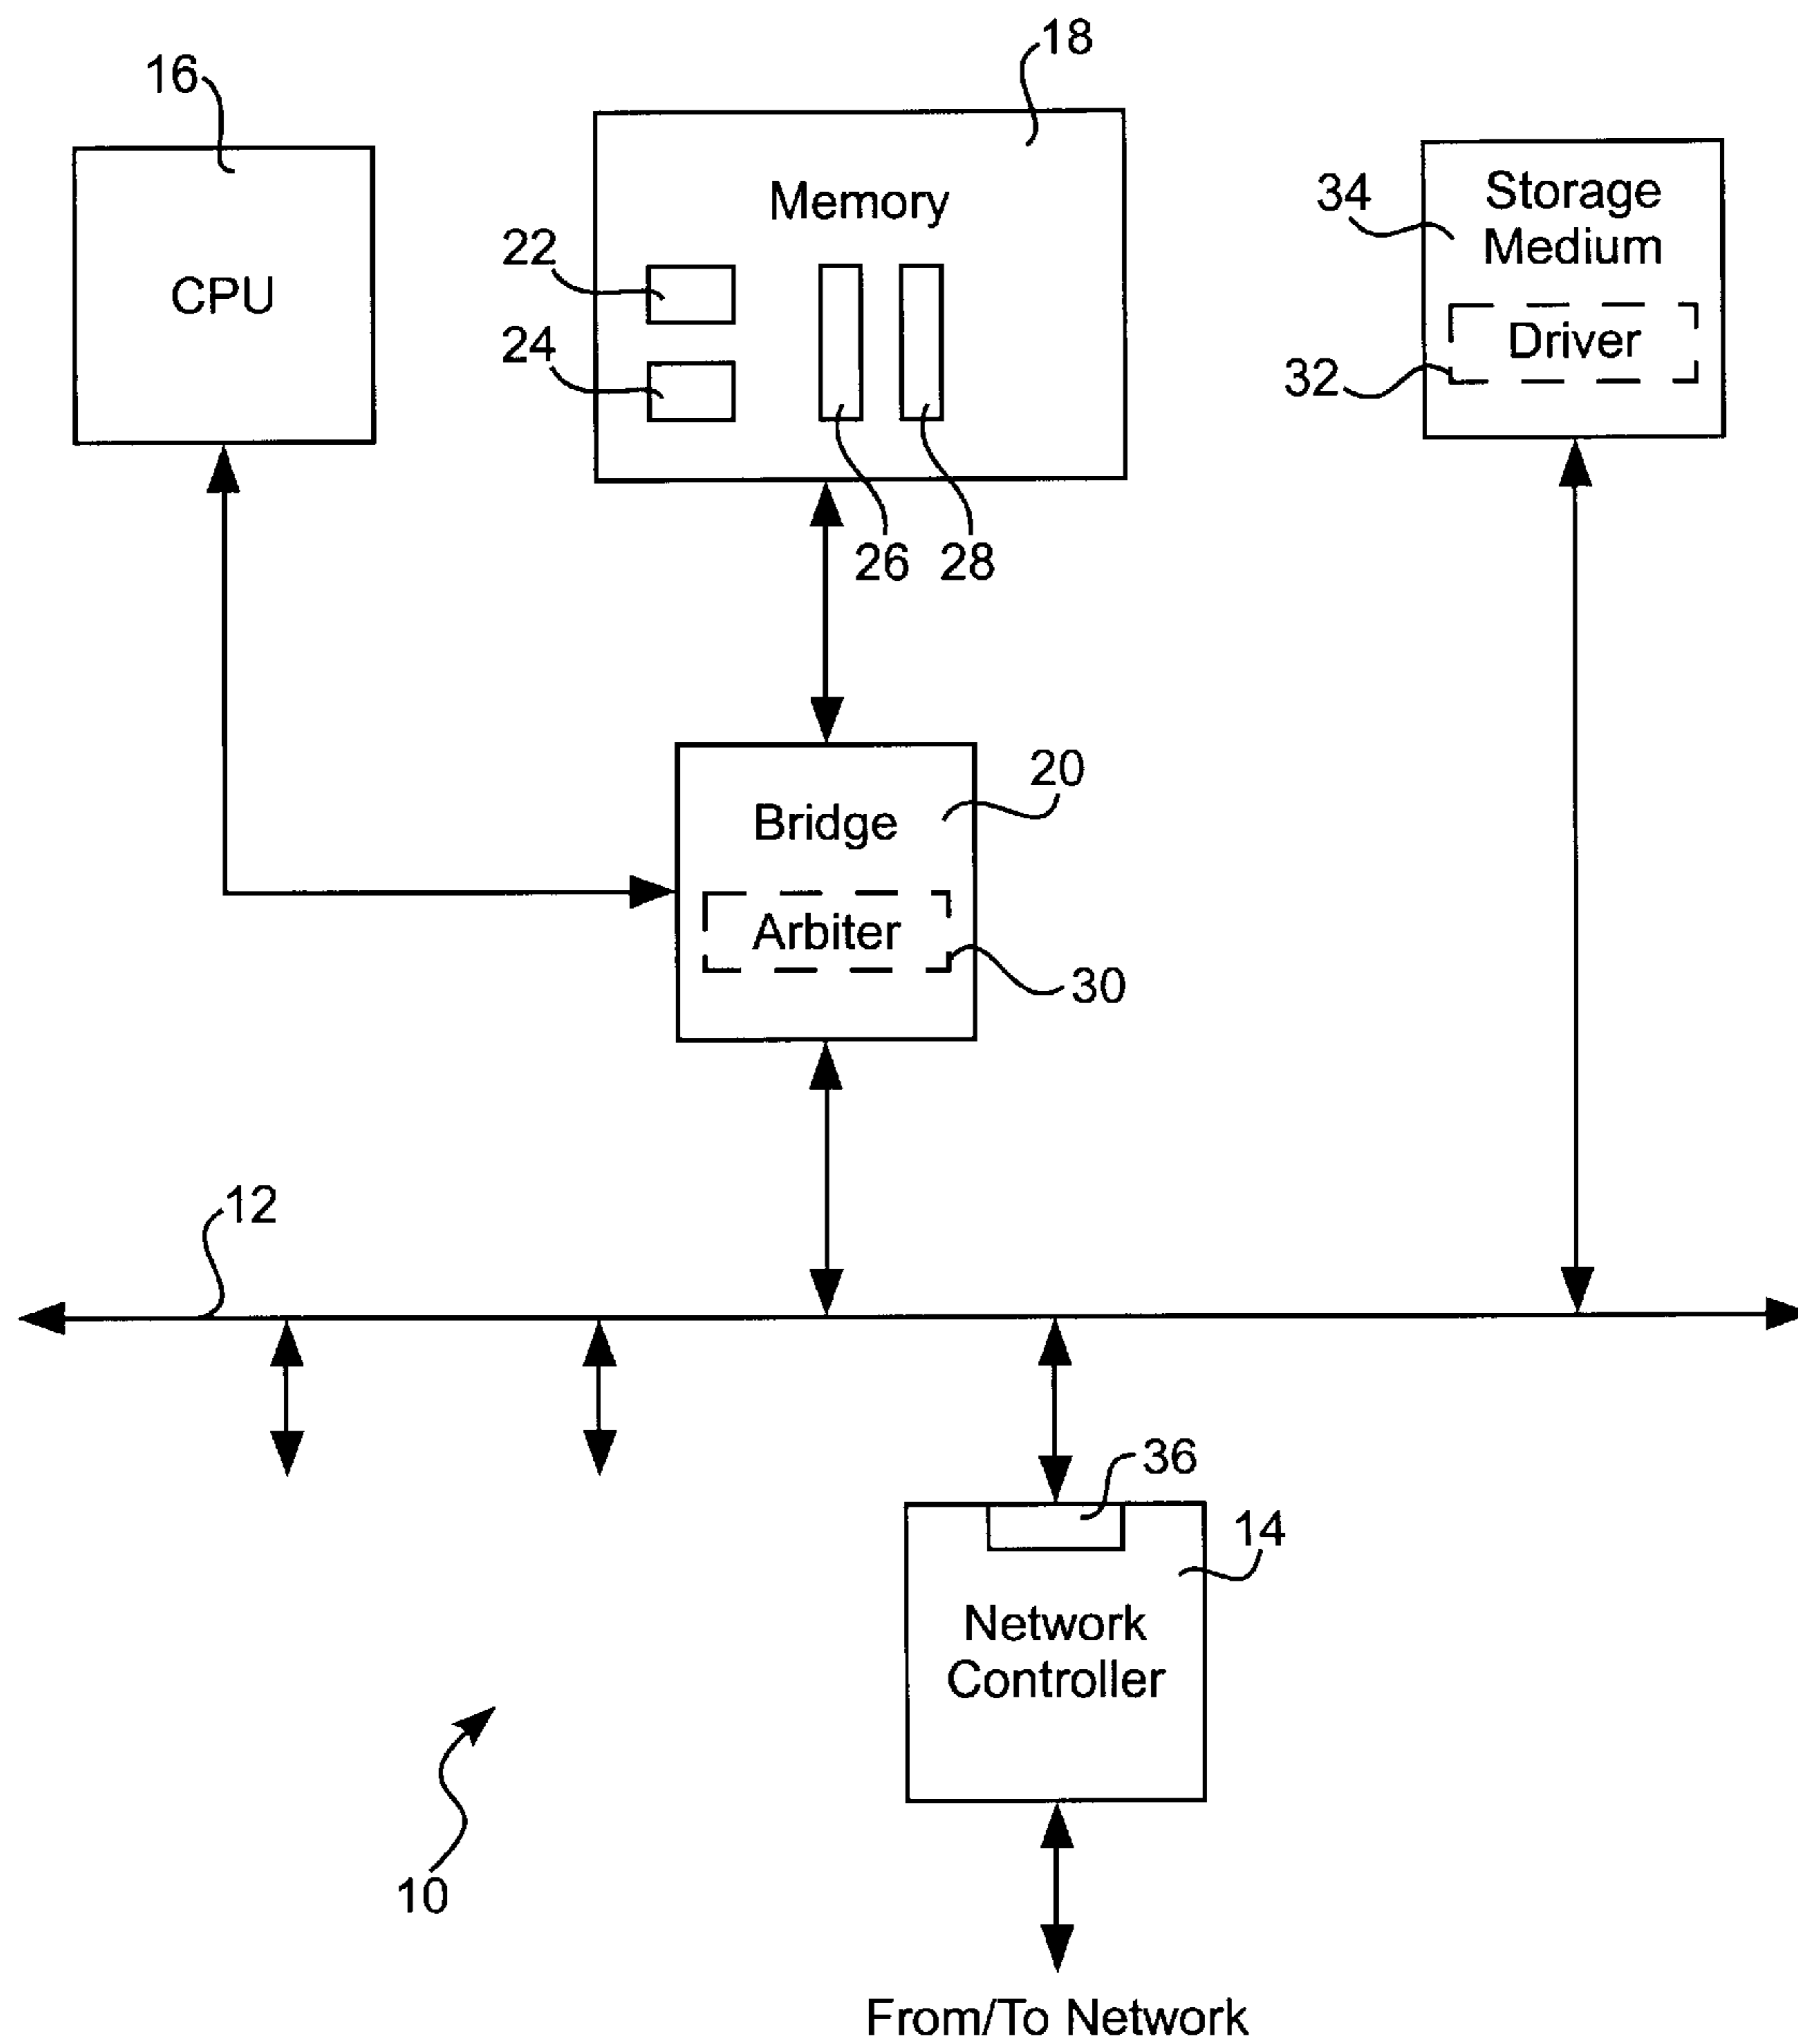 18
16
Memory
34
Storage
Medium
22
CPU
24
Driver
32
26
28
20
Bridge
Arbiter
30
12
36
14
Network
Controller
10
From/To Network